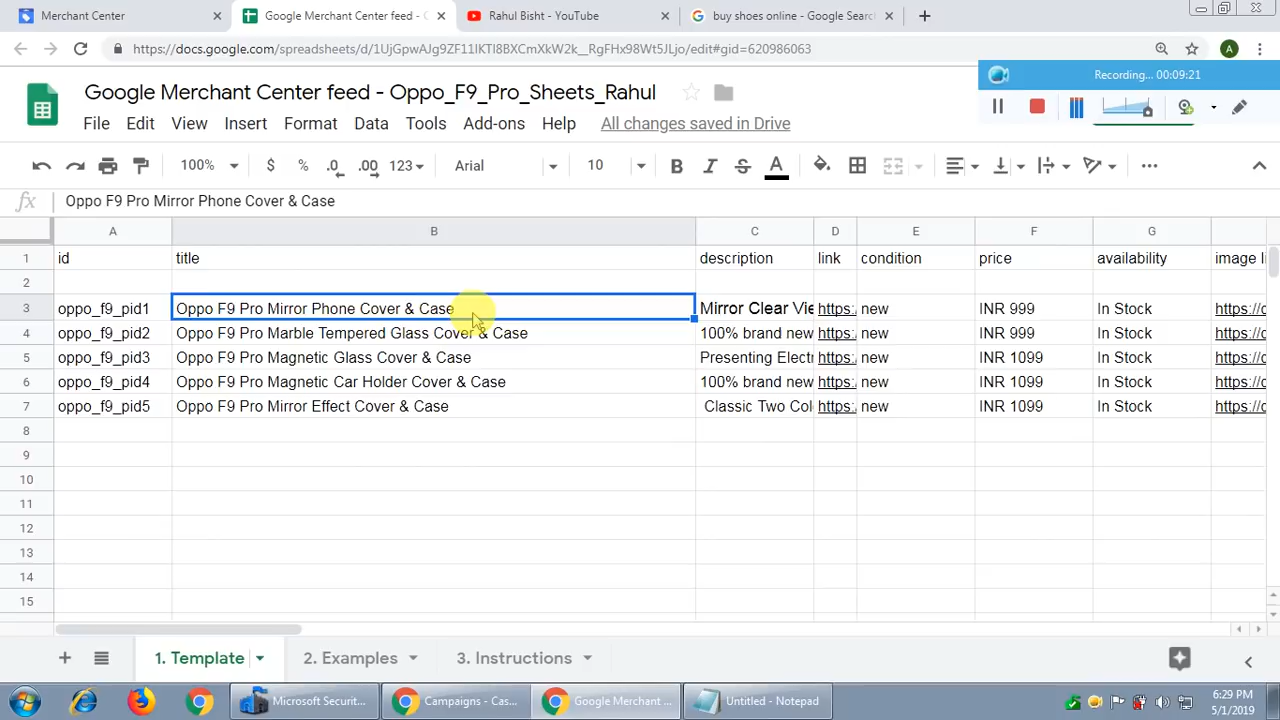 Merchant Center
Google Merchant Center feed -
Rahul Bisht - YouTube
buy shoes online - Google Searc
https://docs.google.com/spreadsheets/d/1UjGpwAJg9ZF11lKTl8BXCmXkW2k__RgFHx98Wt5JLjo/edit#gid=620986063
A
Recording... 00:09:21
Google Merchant Center feed - Oppo_F9_Pro_Sheets_Rahul
File Edit View Insert Format Data Tools Add-ons Help All changes saved in Drive
100% $ % .0 .00 123 Arial 10 B I S A
fx Oppo F9 Pro Mirror Phone Cover & Case
A B C D E F G
1 id title description link condition price availability image li
2
3 oppo_f9_pid1 Oppo F9 Pro Mirror Phone Cover & Case Mirror Clear Vie https: new INR 999 In Stock https://d
4 oppo_f9_pid2 Oppo F9 Pro Marble Tempered Glass Cover & Case 100% brand new https: new INR 999 In Stock https://d
5 oppo_f9_pid3 Oppo F9 Pro Magnetic Glass Cover & Case Presenting Electr https: new INR 1099 In Stock https://d
6 oppo_f9_pid4 Oppo F9 Pro Magnetic Car Holder Cover & Case 100% brand new https: new INR 1099 In Stock https://d
7 oppo_f9_pid5 Oppo F9 Pro Mirror Effect Cover & Case Classic Two Col https: new INR 1099 In Stock https://d
8
9
10
11
12
13
14
15
1. Template 2. Examples 3. Instructions
Microsoft Securit... Campaigns - Cas... Google Merchant ... Untitled - Notepad
6:29 PM
5/1/2019